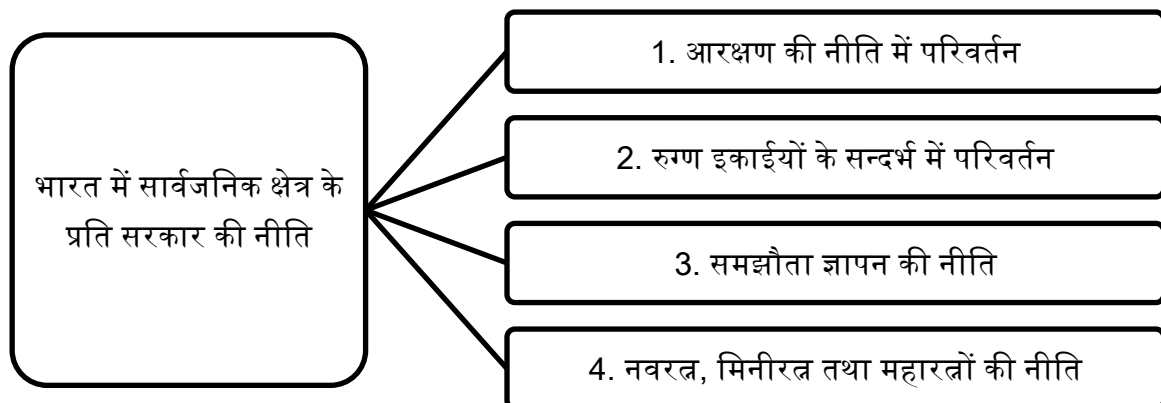 भारत में सार्वजनिक क्षेत्र के
प्रति सरकार की नीति
1. आरक्षण की नीति में परिवर्तन
2. रुग्ण इकाईयों के सन्दर्भ में परिवर्तन
3. समझौता ज्ञापन की नीति
4. नवरत्न, मिनीरत्न तथा महारत्नों की नीति